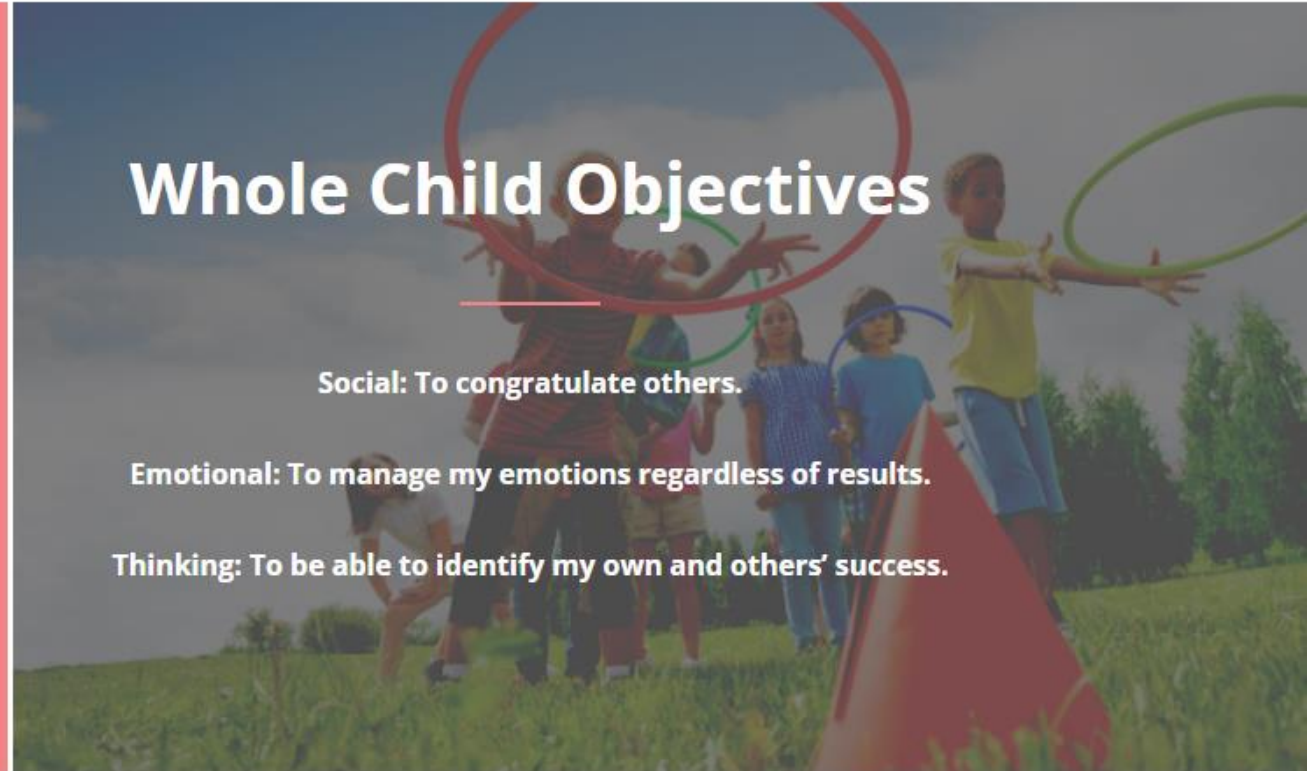 Whole Child Objectives
Social: To congratulate others.
Emotional: To manage my emotions regardless of results.
Thinking: To be able to identify my own and others’ success.